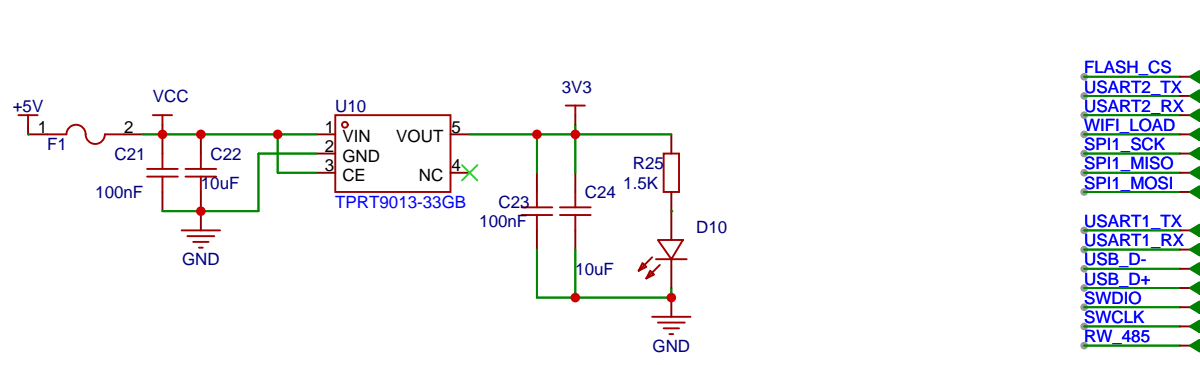 +5V
1
F1
2
VCC
C21
100nF
C22
10uF
GND
U10
1
VIN
2
GND
3
CE
VOUT
5
NC
4
TPRT9013-33GB
3V3
C23
100nF
C24
10uF
R25
1.5K
D10
GND
FLASH_CS
USART2_TX
USART2_RX
WIFI_LOAD
SPI1_SCK
SPI1_MISO
SPI1_MOSI
USART1_TX
USART1_RX
USB_D-
USB_D+
SWDIO
SWCLK
RW_485